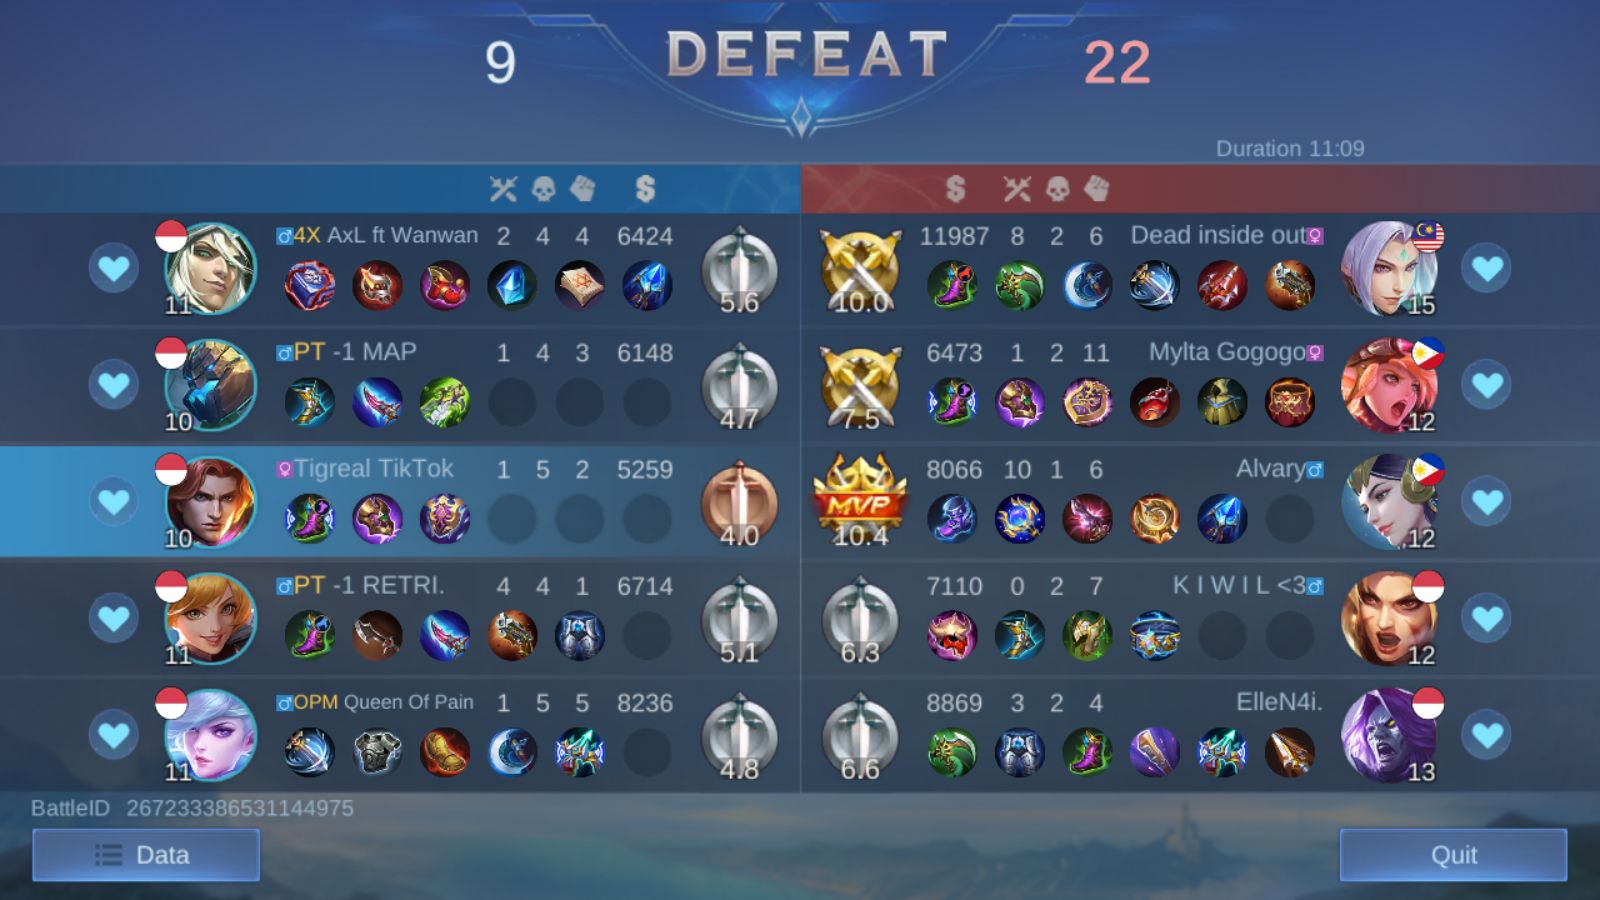 9 DEFEAT 22
Duration 11:09
4X AxL ft Wanwan 2 4 4 6424
11 5.6
11987 8 2 6 Dead inside out
10.0 15
PT -1 MAP 1 4 3 6148
10 4.7
6473 1 2 11 Mylta Gogogo
7.5 12
Tigreal TikTok 1 5 2 5259
10 4.0
8066 10 1 6 Alvary
MVP
10.4 12
PT -1 RETRI. 4 4 1 6714
11 5.1
7110 0 2 7 K I W I L <3
6.3 12
OPM Queen Of Pain 1 5 5 8236
11 4.8
8869 3 2 4 ElleN4i.
6.6 13
BattleID 267233386531144975
Data
Quit